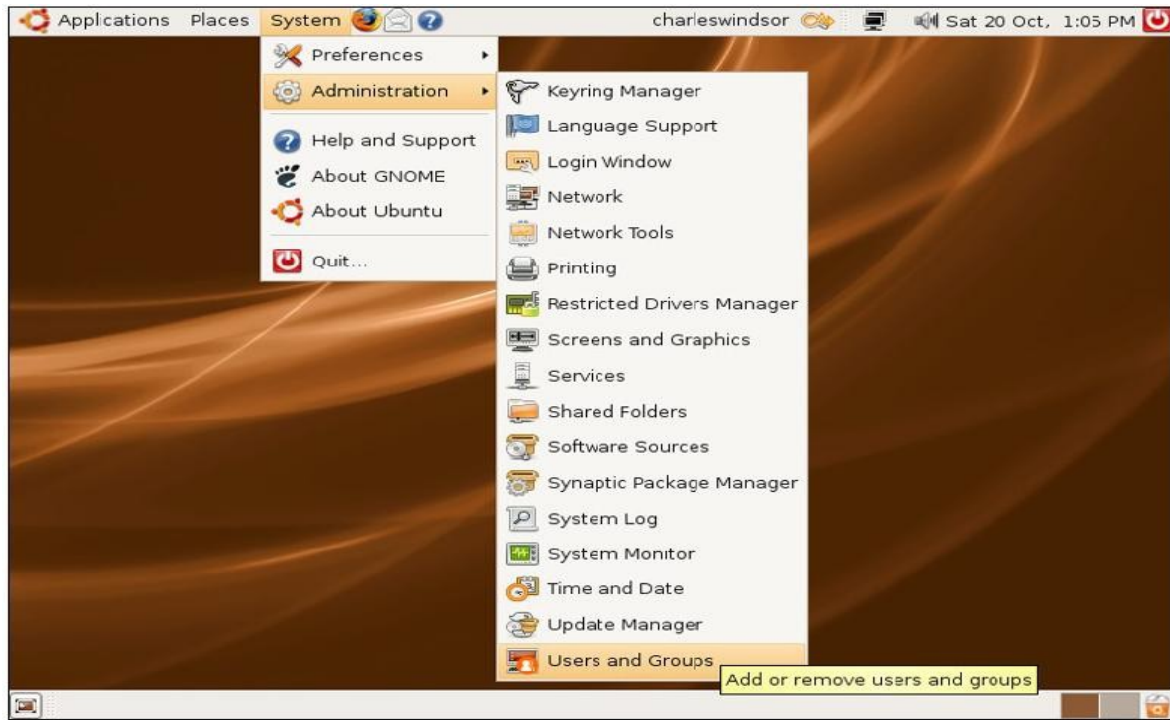 Applications Places System charleswindsor Sat 20 Oct, 1:05 PM
Preferences
Administration
Help and Support
About GNOME
About Ubuntu
Quit...
Keyring Manager
Language Support
Login Window
Network
Network Tools
Printing
Restricted Drivers Manager
Screens and Graphics
Services
Shared Folders
Software Sources
Synaptic Package Manager
System Log
System Monitor
Time and Date
Update Manager
Users and Groups
Add or remove users and groups